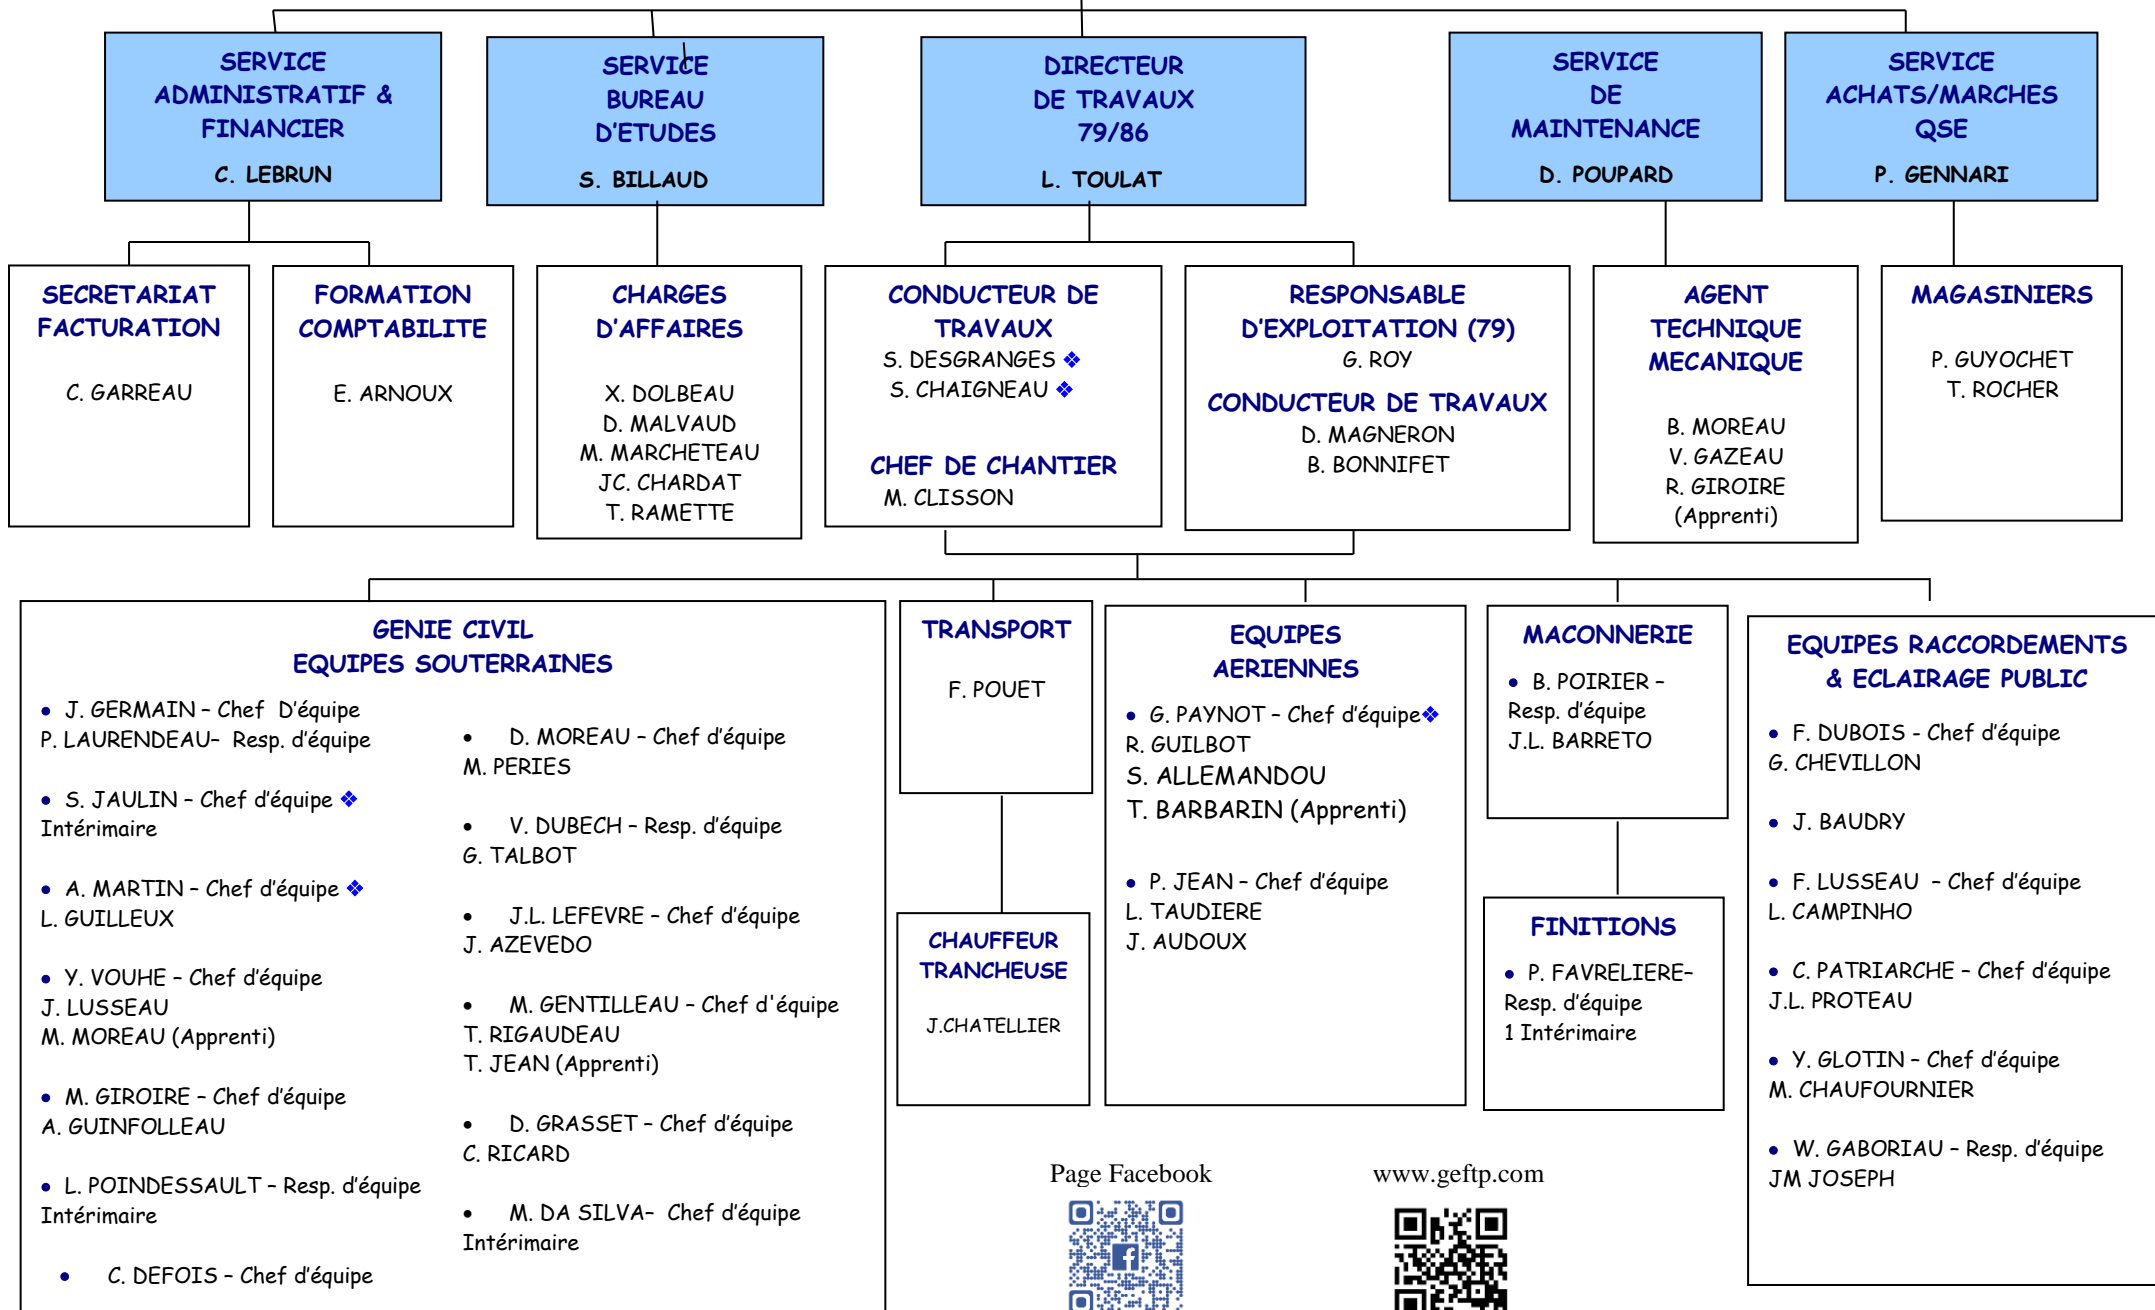 SERVICE
ADMINISTRATIF &
FINANCIER
C. LEBRUN
SERVICE
BUREAU
D'ETUDES
S. BILLAUD
DIRECTEUR
DE TRAVAUX
79/86
L. TOULAT
SERVICE
DE
MAINTENANCE
D. POUPARD
SERVICE
ACHATS/MARCHES
QSE
P. GENNARI
SECRETARIAT
FACTURATION
C. GARREAU
FORMATION
COMPTABILITE
E. ARNOUX
CHARGES
D'AFFAIRES
X. DOLBEAU
D. MALVAUD
M. MARCHETEAU
JC. CHARDAT
T. RAMETTE
CONDUCTEUR DE
TRAVAUX
S. DESGRANGES ❖
S. CHAIGNEAU ❖
CHEF DE CHANTIER
M. CLISSON
RESPONSABLE
D'EXPLOITATION (79)
G. ROY
CONDUCTEUR DE TRAVAUX
D. MAGNERON
B. BONNIFET
AGENT
TECHNIQUE
MECANIQUE
B. MOREAU
V. GAZEAU
R. GIROIRE
(Apprenti)
MAGASINIERS
P. GUYOCHET
T. ROCHER
GENIE CIVIL
EQUIPES SOUTERRAINES
• J. GERMAIN – Chef D'équipe
P. LAURENDEAU– Resp. d'équipe
• S. JAULIN – Chef d'équipe ❖
Intérimaire
• A. MARTIN – Chef d'équipe ❖
L. GUILLEUX
• Y. VOUHE – Chef d'équipe
J. LUSSEAU
M. MOREAU (Apprenti)
• M. GIROIRE – Chef d'équipe
A. GUINFOLLEAU
• L. POINDESSAULT – Resp. d'équipe
Intérimaire
• C. DEFOIS – Chef d'équipe
• D. MOREAU – Chef d'équipe
M. PERIES
• V. DUBECH – Resp. d'équipe
G. TALBOT
• J.L. LEFEVRE – Chef d'équipe
J. AZEVEDO
• M. GENTILLEAU – Chef d'équipe
T. RIGAUDEAU
T. JEAN (Apprenti)
• D. GRASSET – Chef d'équipe
C. RICARD
• M. DA SILVA– Chef d'équipe
Intérimaire
TRANSPORT
F. POUET
CHAUFFEUR
TRANCHEUSE
J.CHATELLIER
EQUIPES
AERIENNES
• G. PAYNOT – Chef d'équipe❖
R. GUILBOT
S. ALLEMANDOU
T. BARBARIN (Apprenti)
• P. JEAN – Chef d'équipe
L. TAUDIERE
J. AUDOUX
MACONNERIE
• B. POIRIER –
Resp. d'équipe
J.L. BARRETO
FINITIONS
• P. FAVRELIERE–
Resp. d'équipe
1 Intérimaire
EQUIPES RACCORDEMENTS
& ECLAIRAGE PUBLIC
• F. DUBOIS - Chef d'équipe
G. CHEVILLON
• J. BAUDRY
• F. LUSSEAU – Chef d'équipe
L. CAMPINHO
• C. PATRIARCHE – Chef d'équipe
J.L. PROTEAU
• Y. GLOTIN – Chef d'équipe
M. CHAUFOURNIER
• W. GABORIAU – Resp. d'équipe
JM JOSEPH
Page Facebook
www.geftp.com